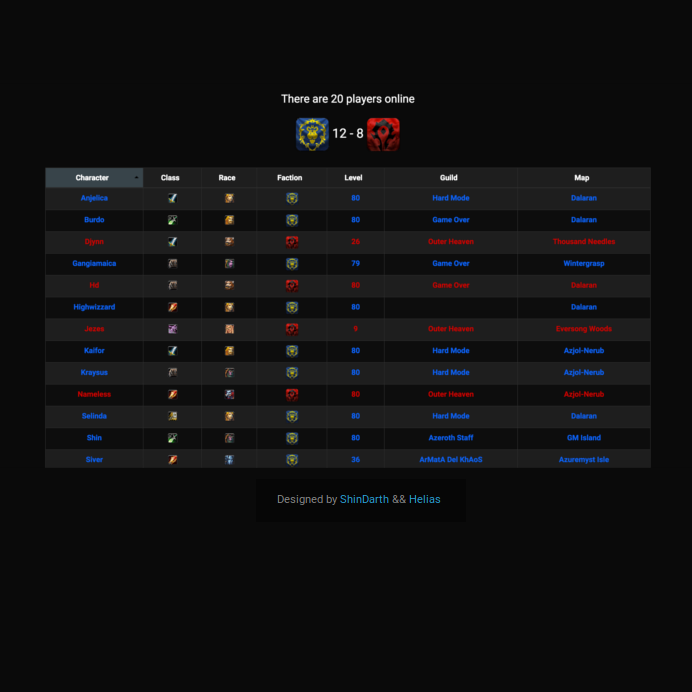 There are 20 players online
12 - 8
Character Class Race Faction Level Guild Map
Anjelica 80 Hard Mode Dalaran
Burdo 80 Game Over Dalaran
Djynn 26 Outer Heaven Thousand Needles
Gangiamaica 79 Game Over Wintergrasp
Hd 80 Game Over Dalaran
Highwizzard 80 Dalaran
Jesss 9 Outer Heaven Eversong Woods
Kaifor 80 Hard Mode Azjol-Nerub
Kraysus 80 Hard Mode Azjol-Nerub
Nameless 80 Outer Heaven Azjol-Nerub
Selinda 80 Hard Mode Dalaran
Shin 80 Azeroth Staff GM Island
Siver 36 ArMatA Del KhAoS Azuremyst Isle
Designed by ShinDarth && Helias